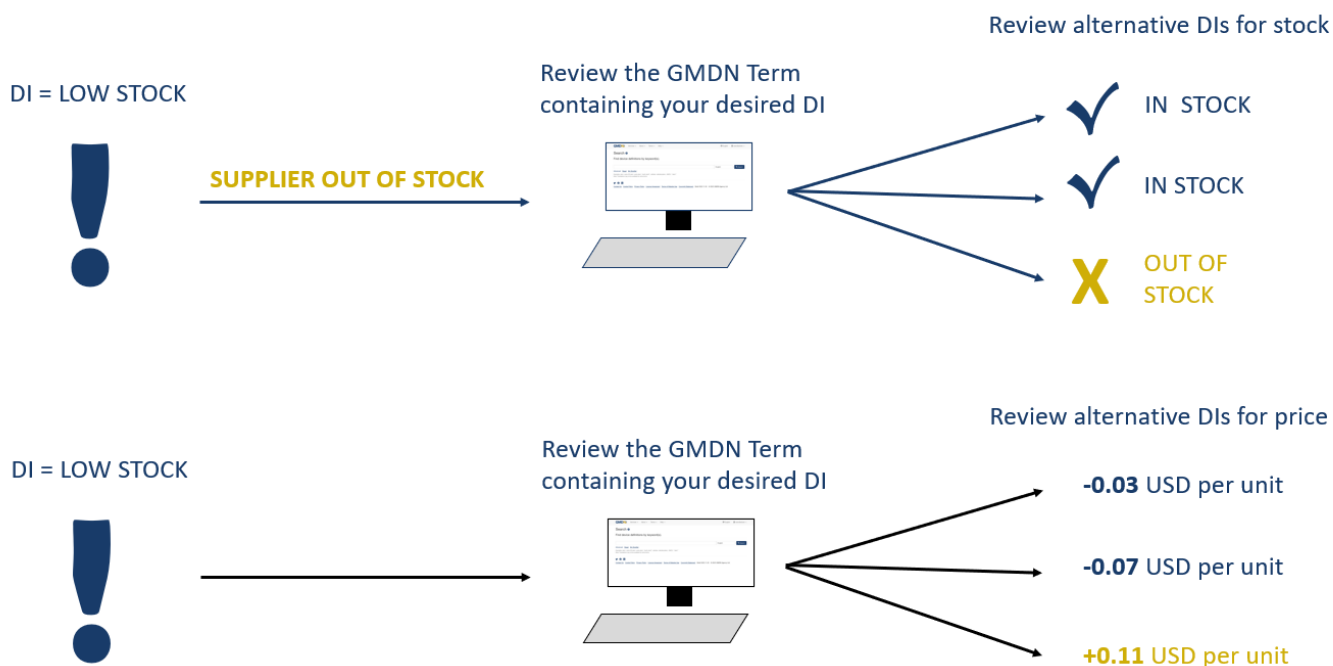 Review alternative DIs for stock
DI = LOW STOCK
SUPPLIER OUT OF STOCK
Review the GMDN Term
containing your desired DI
IN  STOCK
IN STOCK
X
OUT OF
STOCK
Review alternative DIs for price
DI = LOW STOCK
Review the GMDN Term
containing your desired DI
-0.03 USD per unit
-0.07 USD per unit
+0.11 USD per unit